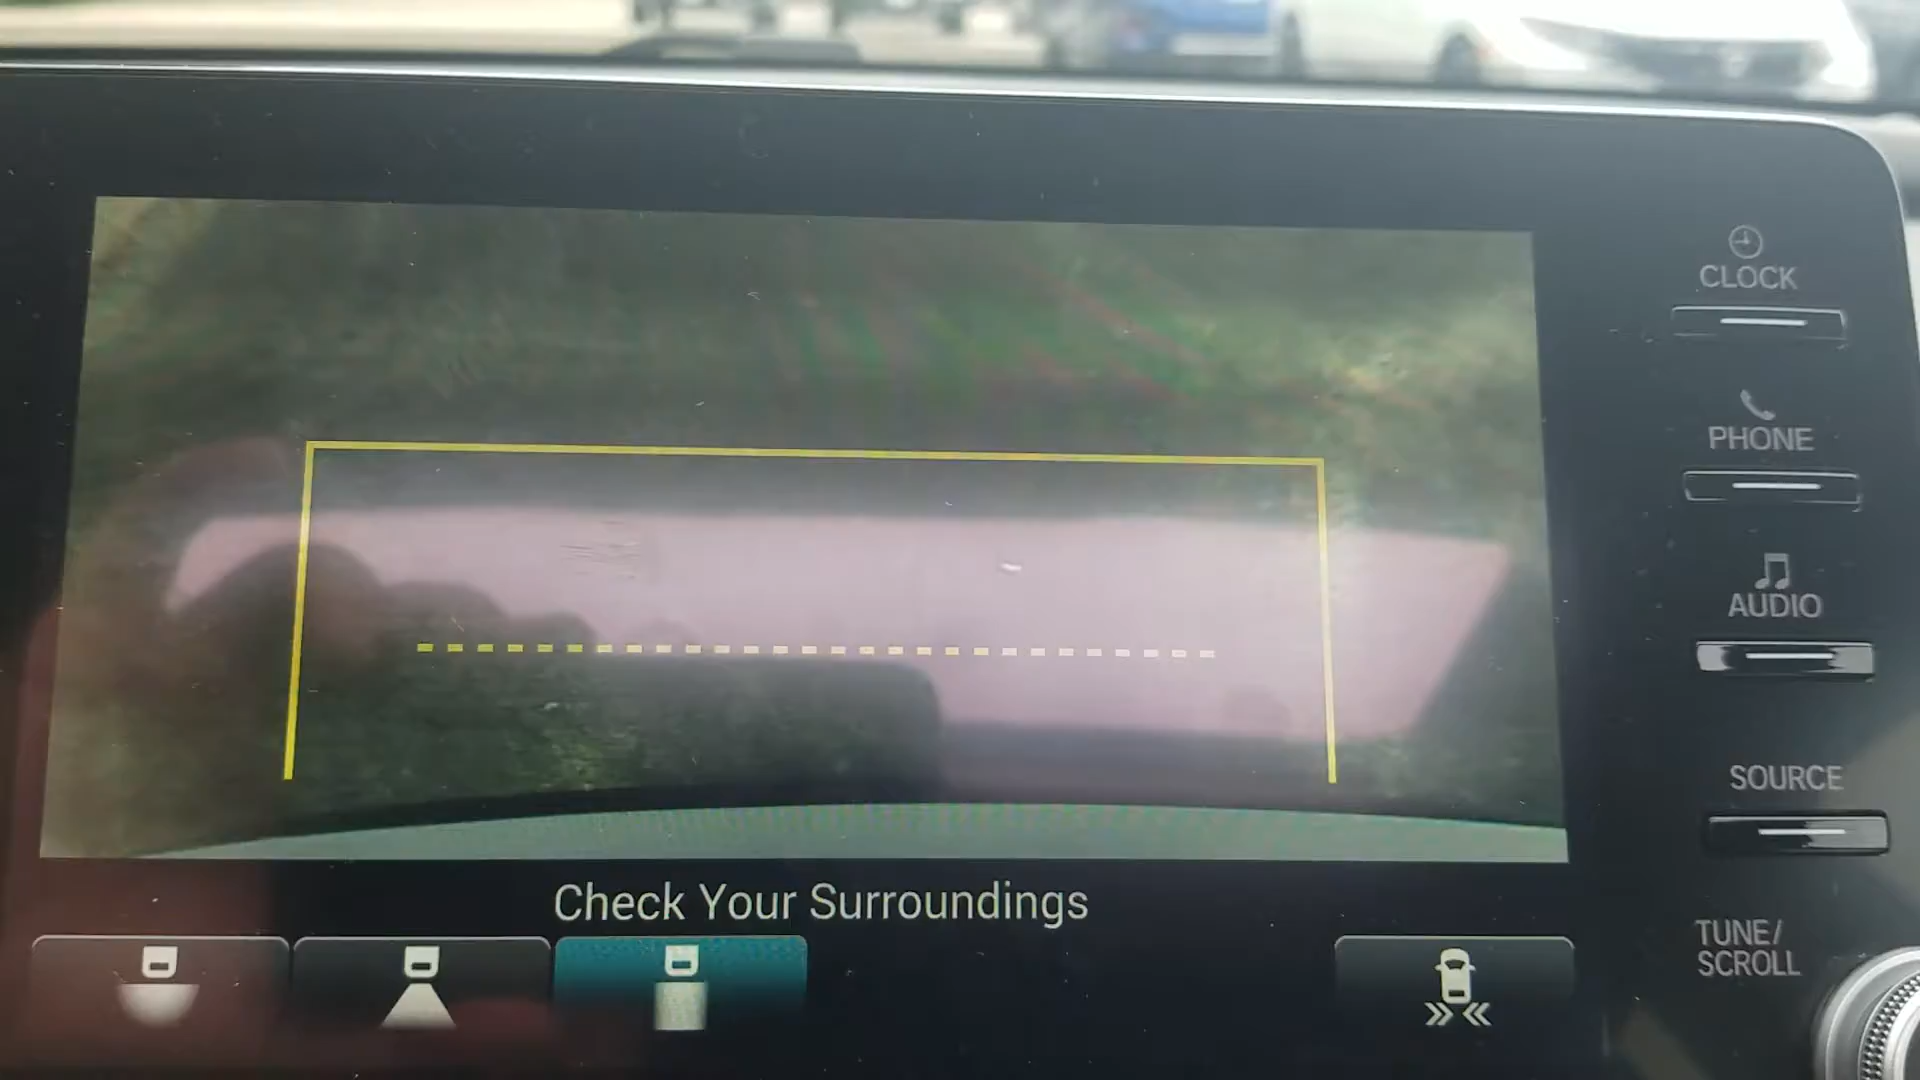 CLOCK
PHONE
AUDIO
SOURCE
TUNE/
SCROLL
Check Your Surroundings